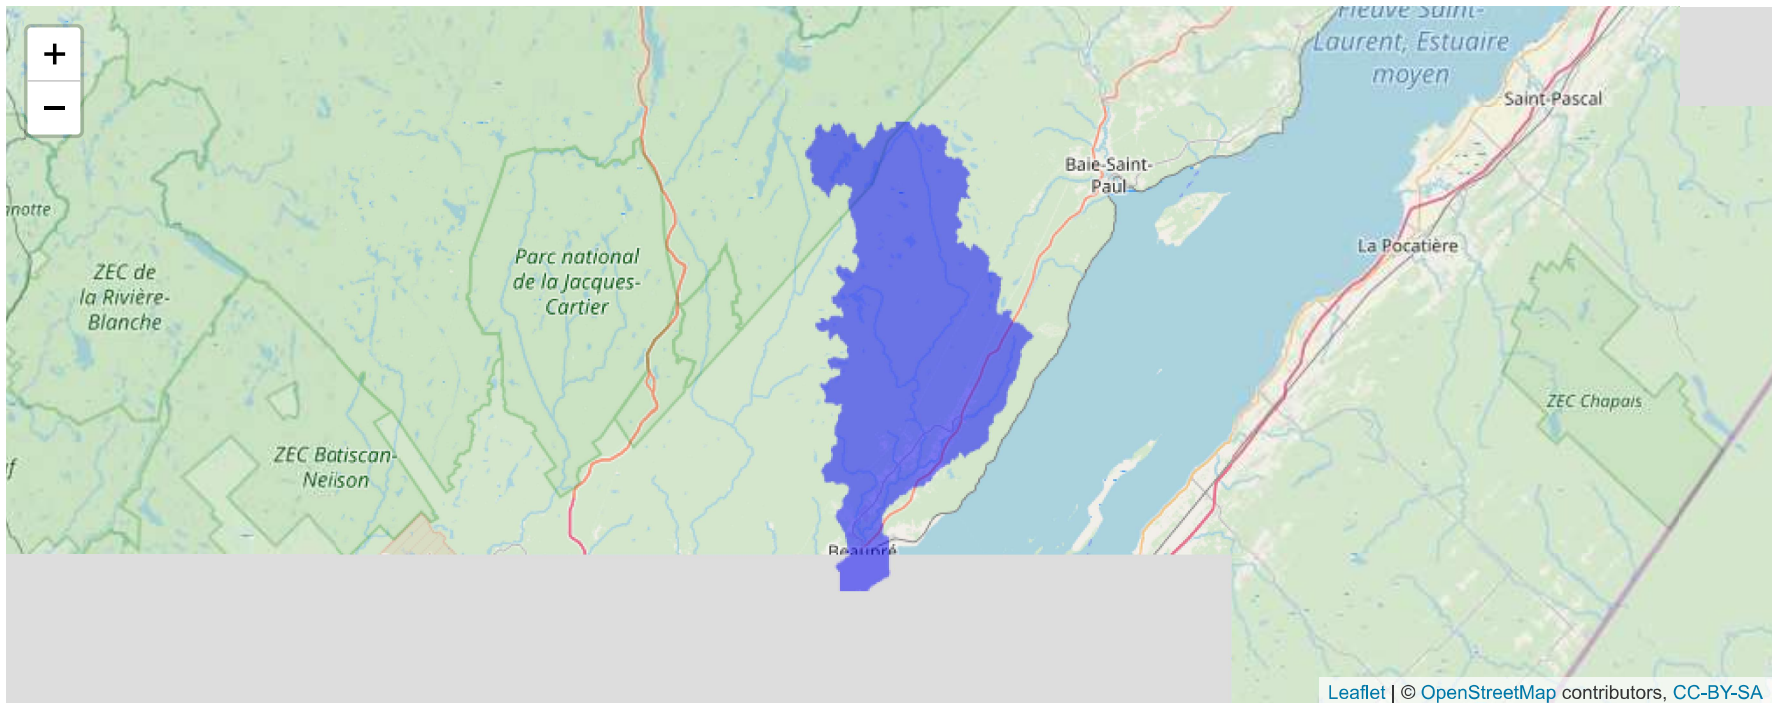 +
−
Fleuve Saint-
Laurent, Estuaire
moyen
Saint-Pascal
Baie-Saint-
Paul
La Pocatière
ZEC de
la Rivière-
Blanche
Parc national
de la Jacques-
Cartier
ZEC Chapais
ZEC Batiscan-
Neilson
Beaupré
Leaflet | © OpenStreetMap contributors, CC-BY-SA